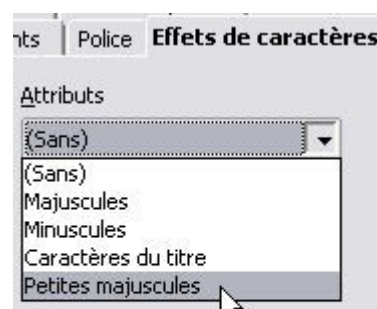 nts Police Effets de caractères
Attributs
(Sans)
(Sans)
Majuscules
Minuscules
Caractères du titre
Petites majuscules